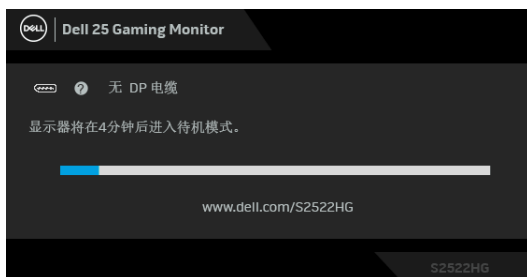 DELL
Dell 25 Gaming Monitor
无 DP 电缆
显示器将在4分钟后进入待机模式。
www.dell.com/S2522HG
S2522HG